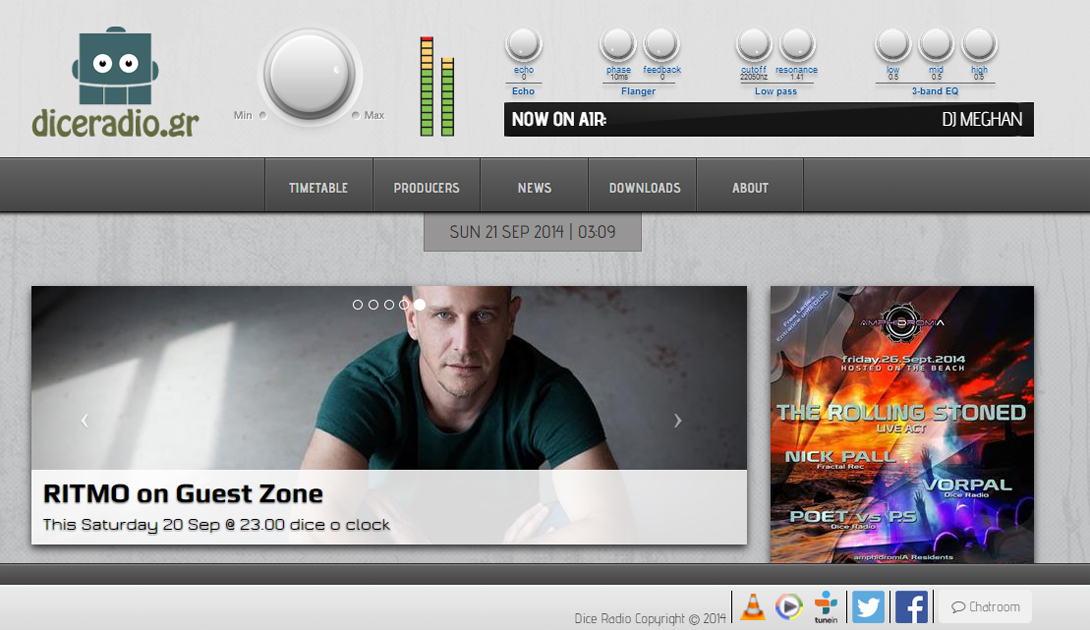 diceradio.gr
Min
Max
echo
0
Echo
phase
10ms
feedback
0
Flanger
cutoff
22050hz
resonance
1.41
Low pass
low
0.5
mid
0.5
high
0.5
3-band EQ
NOW ON AIR:
DJ MEGHAN
TIMETABLE
PRODUCERS
NEWS
DOWNLOADS
ABOUT
SUN 21 SEP 2014 | 03:09
RITMO on Guest Zone
This Saturday 20 Sep @ 23.00 dice o clock
Free Ladies
AMPHIDROMIA
friday.26.Sept.2014
HOSTED ON THE BEACH
THE ROLLING STONED
LIVE ACT
NICK PALL
Fractal Rec
VORPAL
Dice Radio
POET vs PS
Dice Radio
amphidromiA Residents
Dice Radio Copyright © 2014
tunein
Chatroom